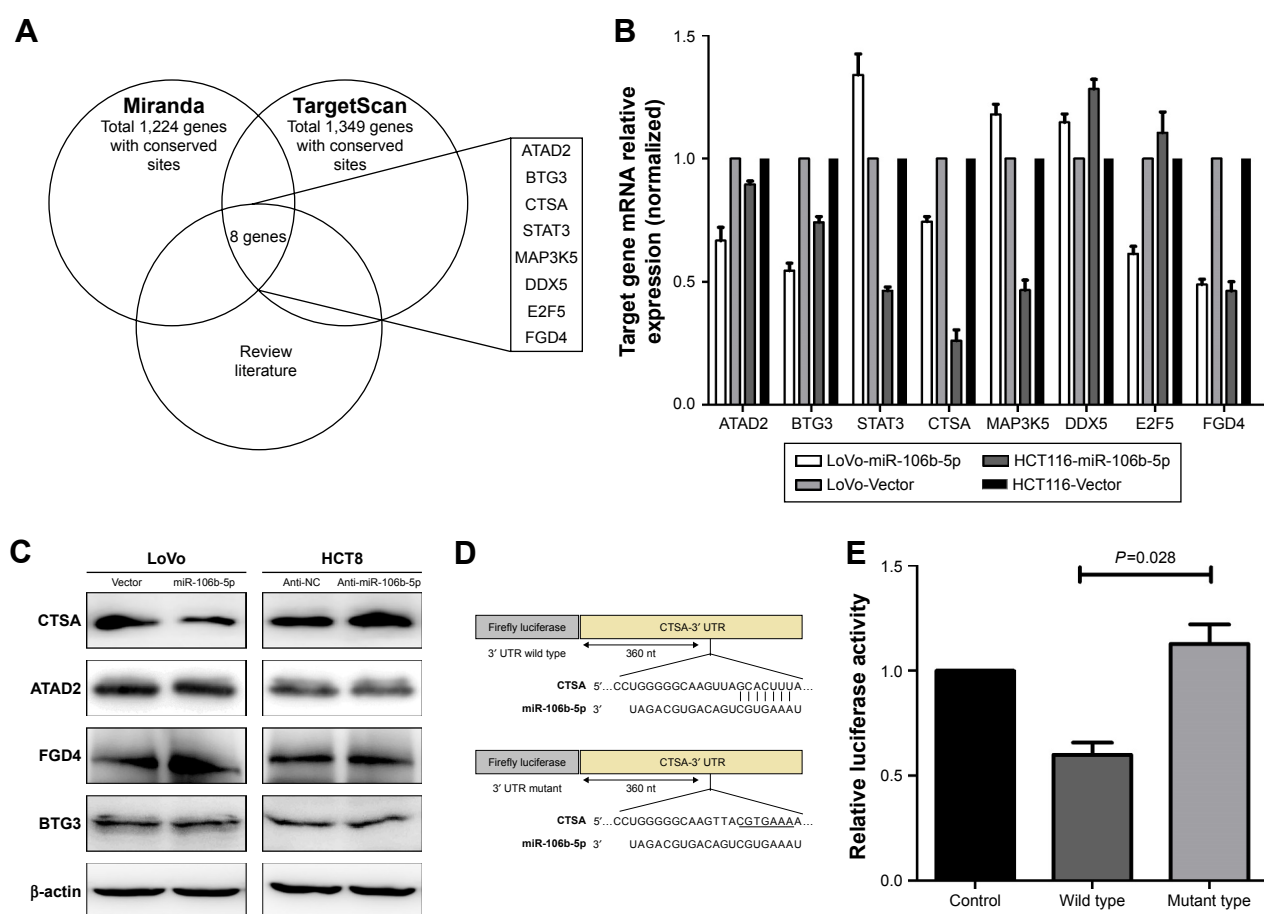 A
Miranda
Total 1,224 genes
with conserved
sites
TargetScan
Total 1,349 genes
with conserved
sites
8 genes
Review
literature
ATAD2
BTG3
CTSA
STAT3
MAP3K5
DDX5
E2F5
FGD4
B
Target gene mRNA relative
expression (normalized)
1.5
1.0
0.5
0.0
ATAD2 BTG3 STAT3 CTSA MAP3K5 DDX5 E2F5 FGD4
LoVo-miR-106b-5p HCT116-miR-106b-5p
LoVo-Vector HCT116-Vector
C
LoVo HCT8
Vector miR-106b-5p Anti-NC Anti-miR-106b-5p
CTSA
ATAD2
FGD4
BTG3
β-actin
D
Firefly luciferase CTSA-3′ UTR
3′ UTR wild type 360 nt
CTSA 5′...CCUGGGGGCAAGUUAGCACUUUA...
miR-106b-5p 3′ UAGACGUGACAGUCGUGAAAU
Firefly luciferase CTSA-3′ UTR
3′ UTR mutant 360 nt
CTSA 5′...CCUGGGGGCAAGTTACGTGAAAA...
miR-106b-5p 3′ UAGACGUGACAGUCGUGAAAU
E
Relative luciferase activity
1.5
1.0
0.5
0.0
P=0.028
Control Wild type Mutant type